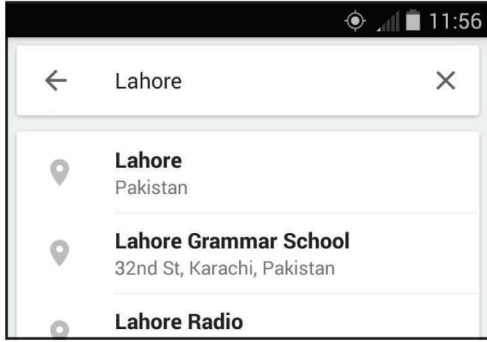 11:56
Lahore
Lahore
Pakistan
Lahore Grammar School
32nd St, Karachi, Pakistan
Lahore Radio